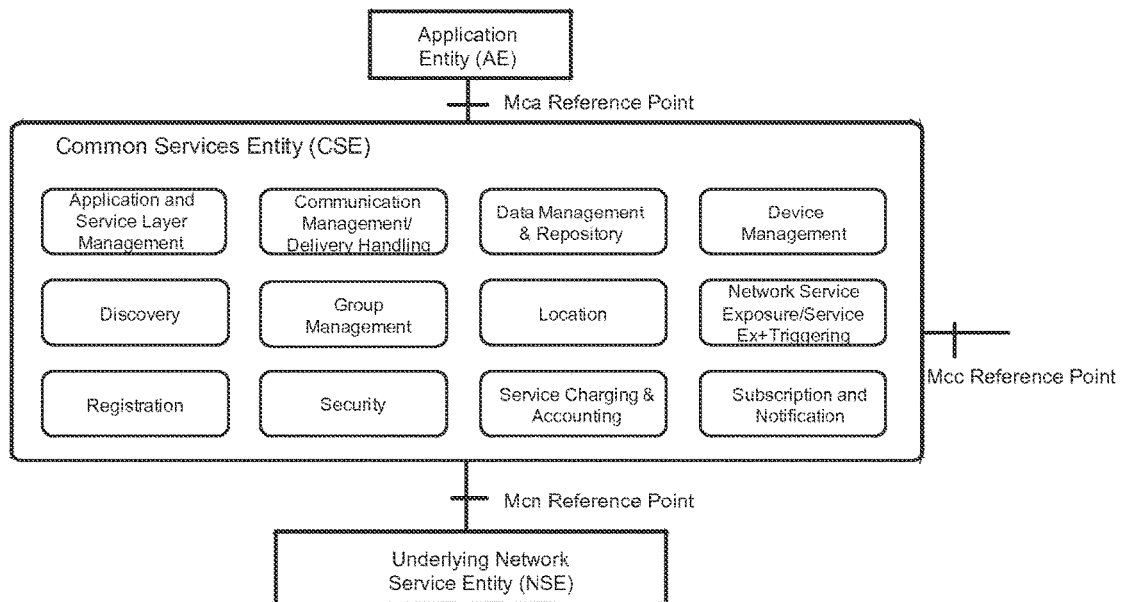 Application
Entity (AE)
Mca Reference Point
Common Services Entity (CSE)
Application and
Service Layer
Management
Communication
Management/
Delivery Handling
Data Management
& Repository
Device
Management
Discovery
Group
Management
Location
Network Service
Exposure/Service
Ex+Triggering
Mcc Reference Point
Registration
Security
Service Charging &
Accounting
Subscription and
Notification
Mcn Reference Point
Underlying Network
Service Entity (NSE)